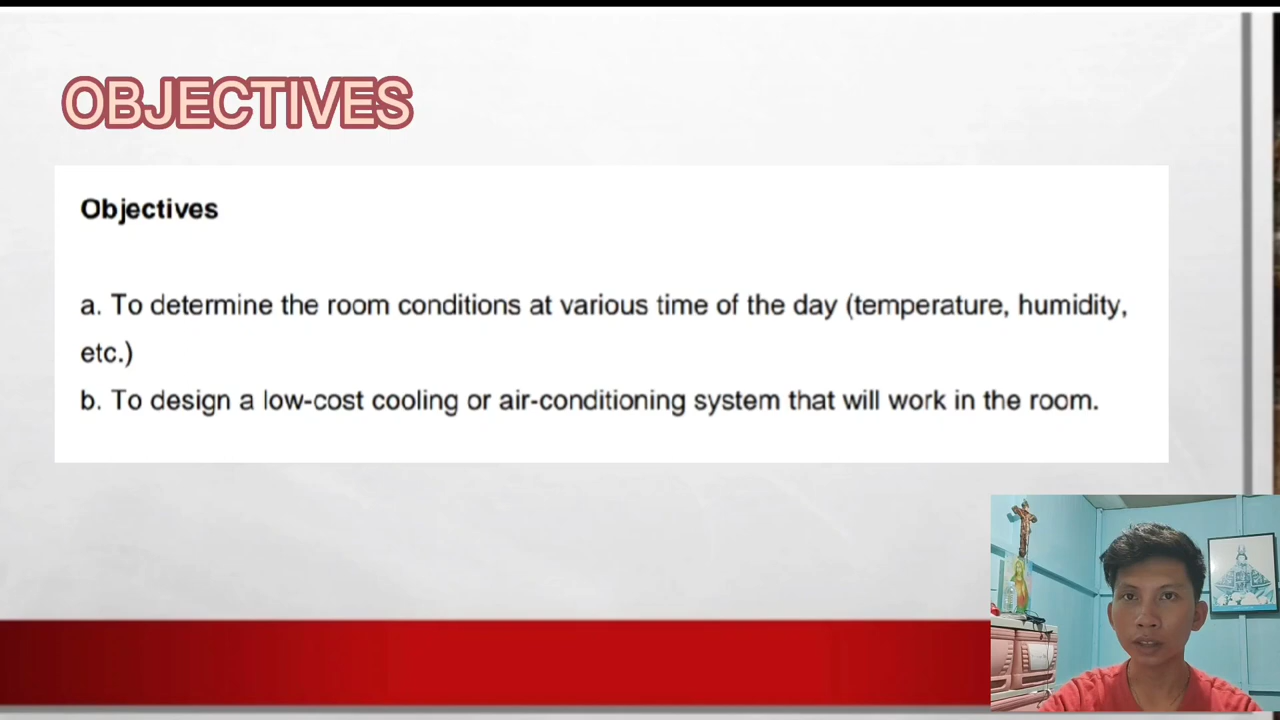 OBJECTIVES
Objectives
a. To determine the room conditions at various time of the day (temperature, humidity,
etc.)
b. To design a low-cost cooling or air-conditioning system that will work in the room.